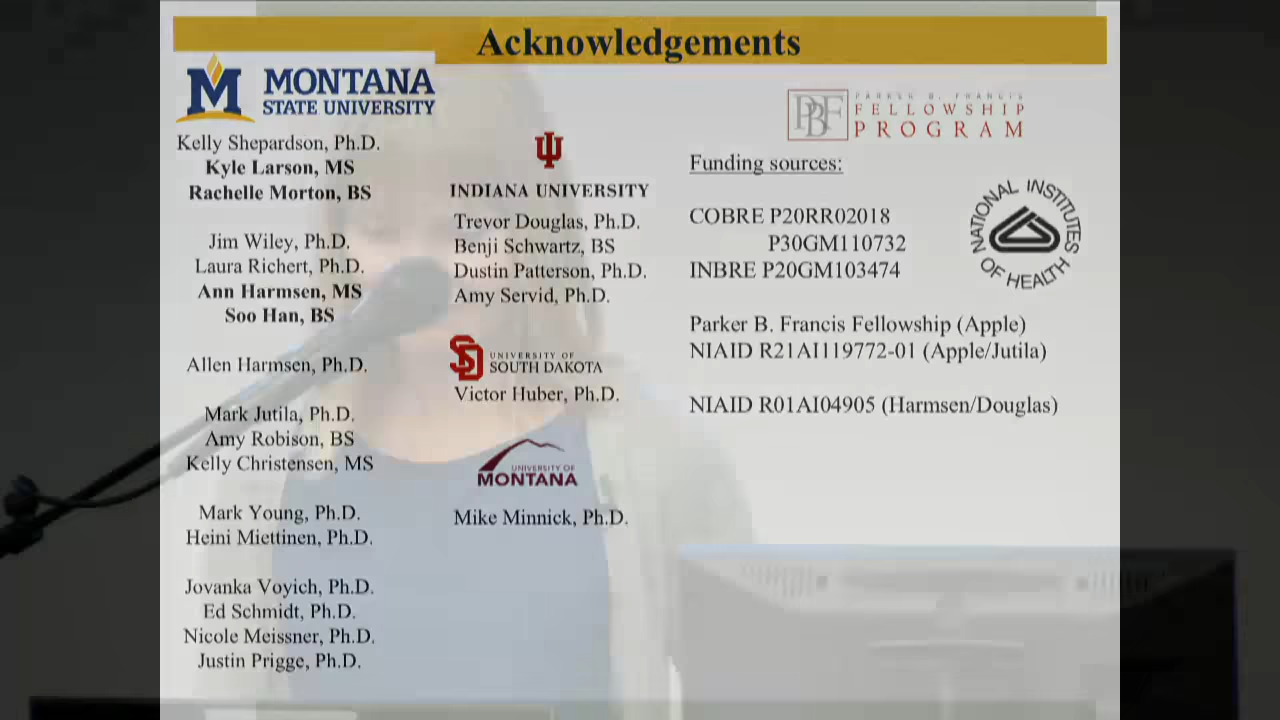 Acknowledgements
M MONTANA
STATE UNIVERSITY
Kelly Shepardson, Ph.D.
Kyle Larson, MS
Rachelle Morton, BS
Jim Wiley, Ph.D.
Laura Richert, Ph.D.
Ann Harmsen, MS
Soo Han, BS
Allen Harmsen, Ph.D.
Mark Jutila, Ph.D.
Amy Robison, BS
Kelly Christensen, MS
Mark Young, Ph.D.
Heini Miettinen, Ph.D.
Jovanka Voyich, Ph.D.
Ed Schmidt, Ph.D.
Nicole Meissner, Ph.D.
Justin Prigge, Ph.D.
INDIANA UNIVERSITY
Trevor Douglas, Ph.D.
Benji Schwartz, BS
Dustin Patterson, Ph.D.
Amy Servid, Ph.D.
SD UNIVERSITY OF
SOUTH DAKOTA
Victor Huber, Ph.D.
UNIVERSITY OF
MONTANA
Mike Minnick, Ph.D.
PBF
PARKER B. FRANCIS
FELLOWSHIP
PROGRAM
Funding sources:
COBRE P20RR02018
P30GM110732
INBRE P20GM103474
NATIONAL INSTITUTES
OF HEALTH
Parker B. Francis Fellowship (Apple)
NIAID R21AI119772-01 (Apple/Jutila)
NIAID R01AI04905 (Harmsen/Douglas)